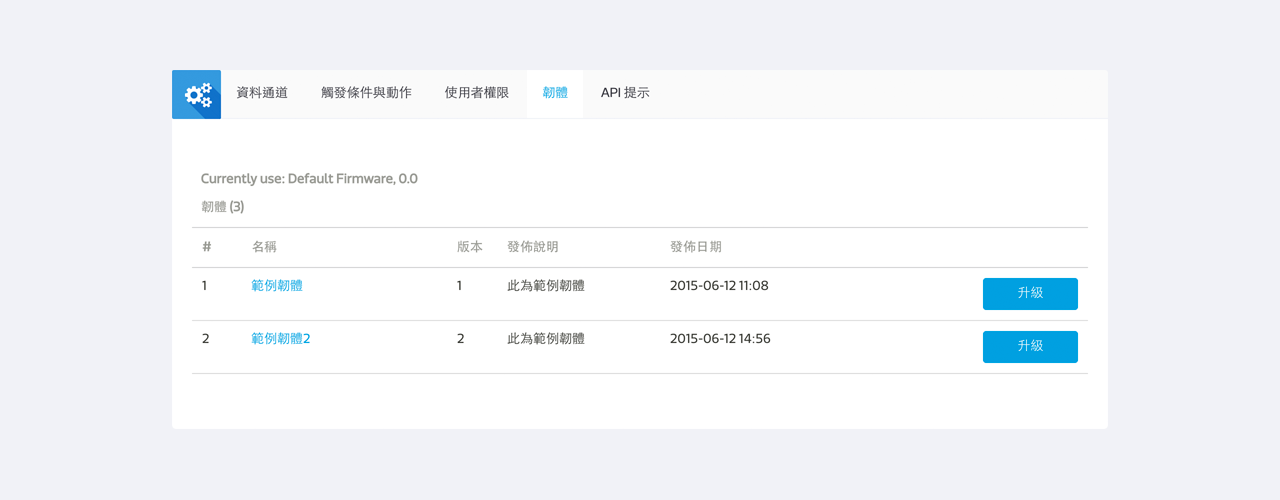 資料通道 觸發條件與動作 使用者權限 韌體 API 提示
Currently use: Default Firmware, 0.0
韌體 (3)
# 名稱 版本 發佈說明 發佈日期
1 範例韌體 1 此為範例韌體 2015-06-12 11:08 升級
2 範例韌體2 2 此為範例韌體 2015-06-12 14:56 升級